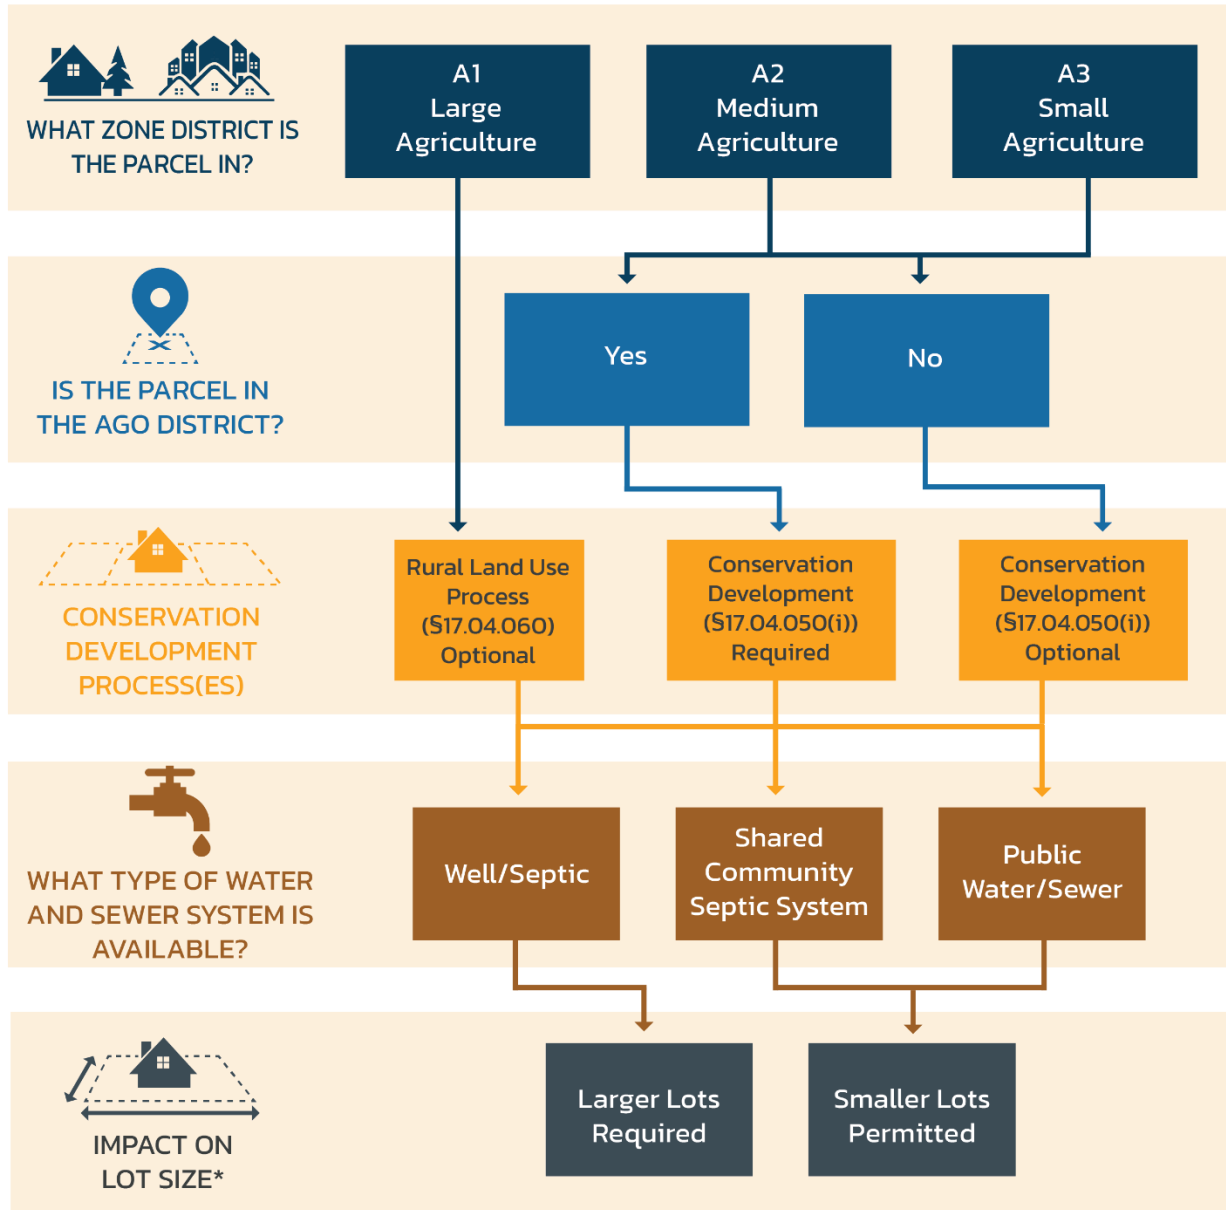 WHAT ZONE DISTRICT IS
THE PARCEL IN?
A1
Large
Agriculture
A2
Medium
Agriculture
A3
Small
Agriculture
IS THE PARCEL IN
THE AGO DISTRICT?
Yes
No
CONSERVATION
DEVELOPMENT
PROCESS(ES)
Rural Land Use
Process
(§17.04.060)
Optional
Conservation
Development
(§17.04.050(i))
Required
Conservation
Development
(§17.04.050(i))
Optional
WHAT TYPE OF WATER
AND SEWER SYSTEM IS
AVAILABLE?
Well/Septic
Shared
Community
Septic System
Public
Water/Sewer
IMPACT ON
LOT SIZE*
Larger Lots
Required
Smaller Lots
Permitted